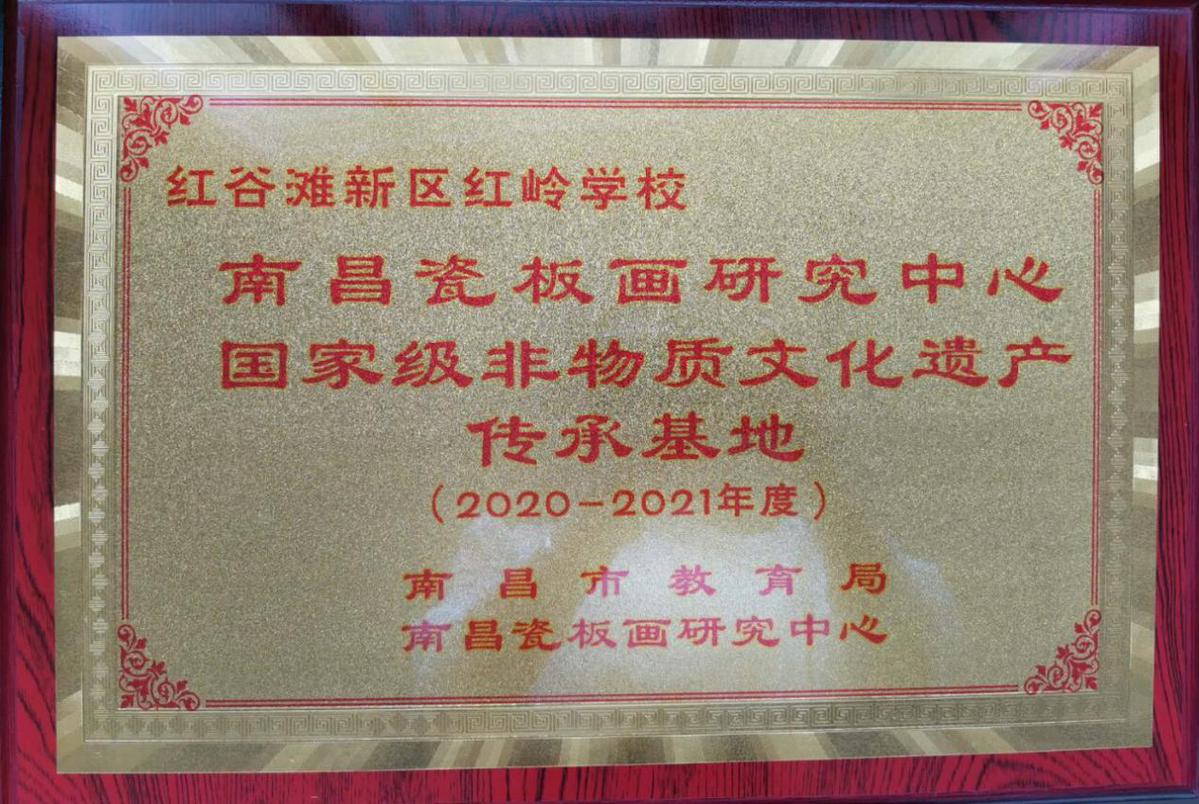 红谷滩新区红岭学校
南昌瓷板画研究中心
国家级非物质文化遗产
传承基地
（2020-2021年度）
南昌市教育局
南昌瓷板画研究中心